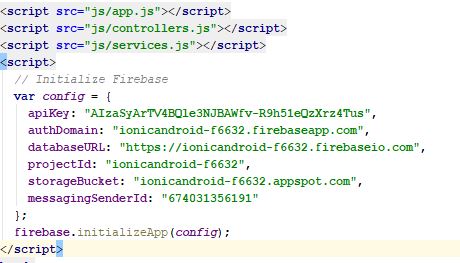 <script src="js/app.js"></script>
<script src="js/controllers.js"></script>
<script src="js/services.js"></script>
<script>
// Initialize Firebase
var config = {
apiKey: "AIzaSyArTV4BQle3NJBAWfv-R9h51eQzXrz4Tus",
authDomain: "ionicandroid-f6632.firebaseapp.com",
databaseURL: "https://ionicandroid-f6632.firebaseio.com",
projectId: "ionicandroid-f6632",
storageBucket: "ionicandroid-f6632.appspot.com",
messagingSenderId: "674031356191"
};
firebase.initializeApp(config);
</script>